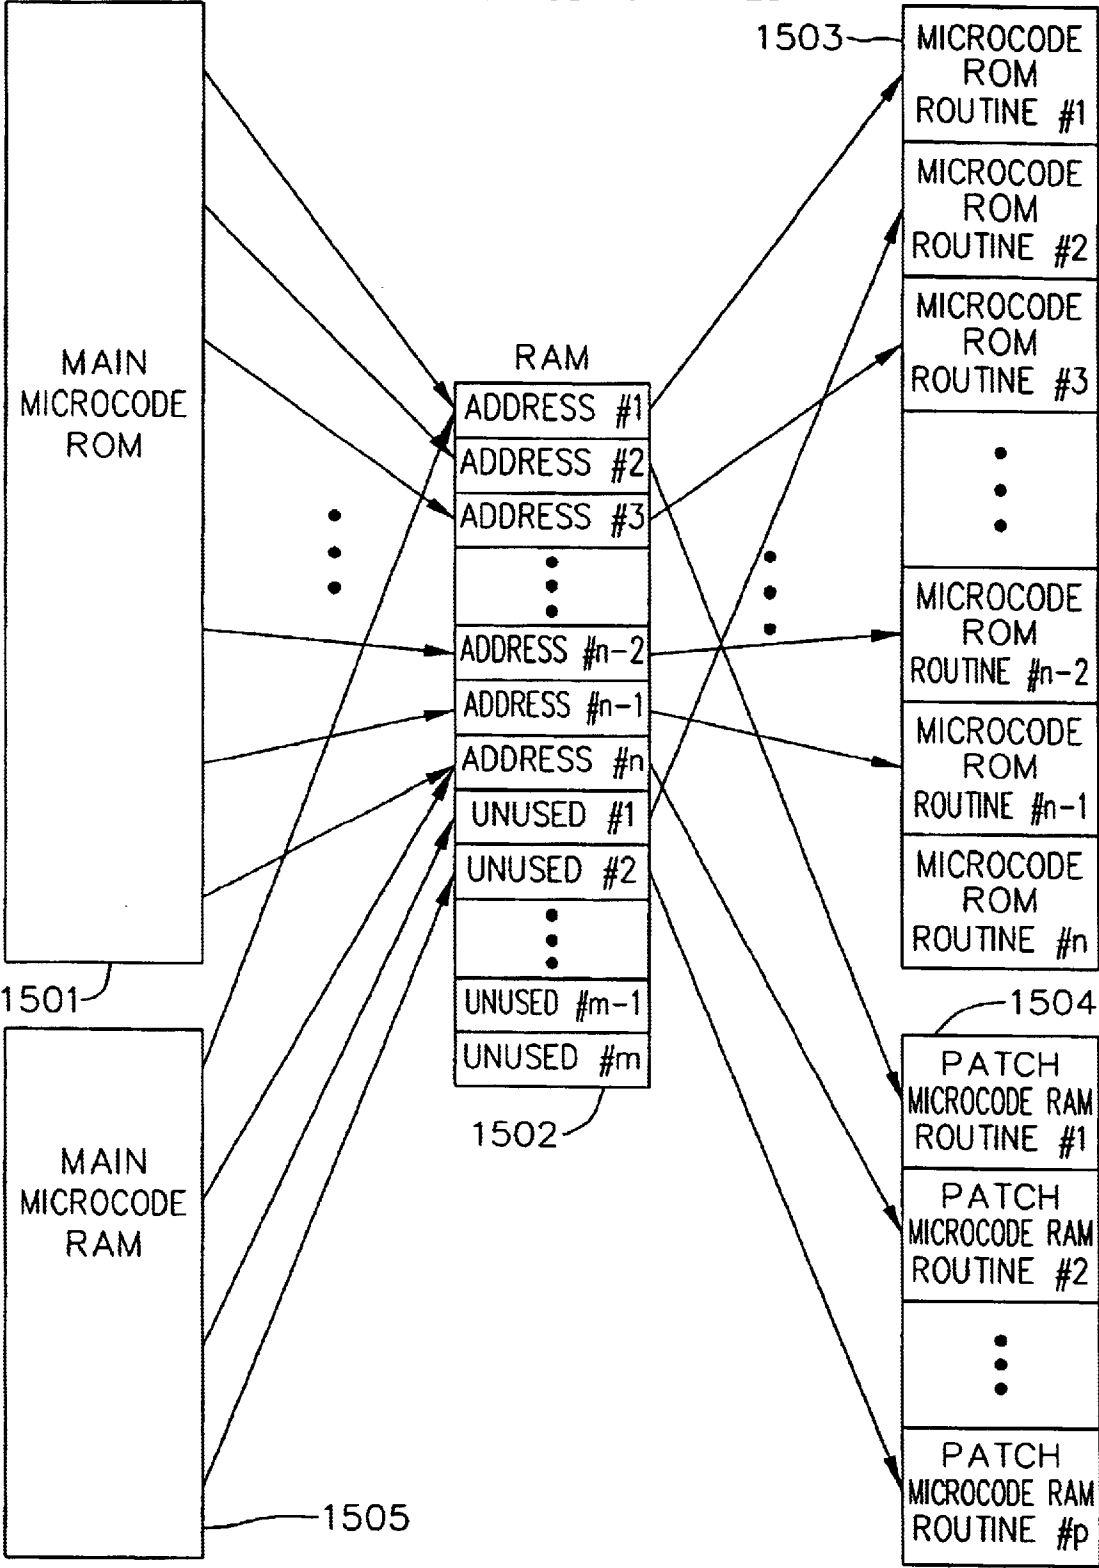 MAIN
MICROCODE
ROM
1501
MAIN
MICROCODE
RAM
1505
RAM
ADDRESS #1
ADDRESS #2
ADDRESS #3
ADDRESS #n-2
ADDRESS #n-1
ADDRESS #n
UNUSED #1
UNUSED #2
UNUSED #m-1
UNUSED #m
1502
1503
MICROCODE
ROM
ROUTINE #1
MICROCODE
ROM
ROUTINE #2
MICROCODE
ROM
ROUTINE #3
MICROCODE
ROM
ROUTINE #n-2
MICROCODE
ROM
ROUTINE #n-1
MICROCODE
ROM
ROUTINE #n
1504
PATCH
MICROCODE RAM
ROUTINE #1
PATCH
MICROCODE RAM
ROUTINE #2
PATCH
MICROCODE RAM
ROUTINE #p